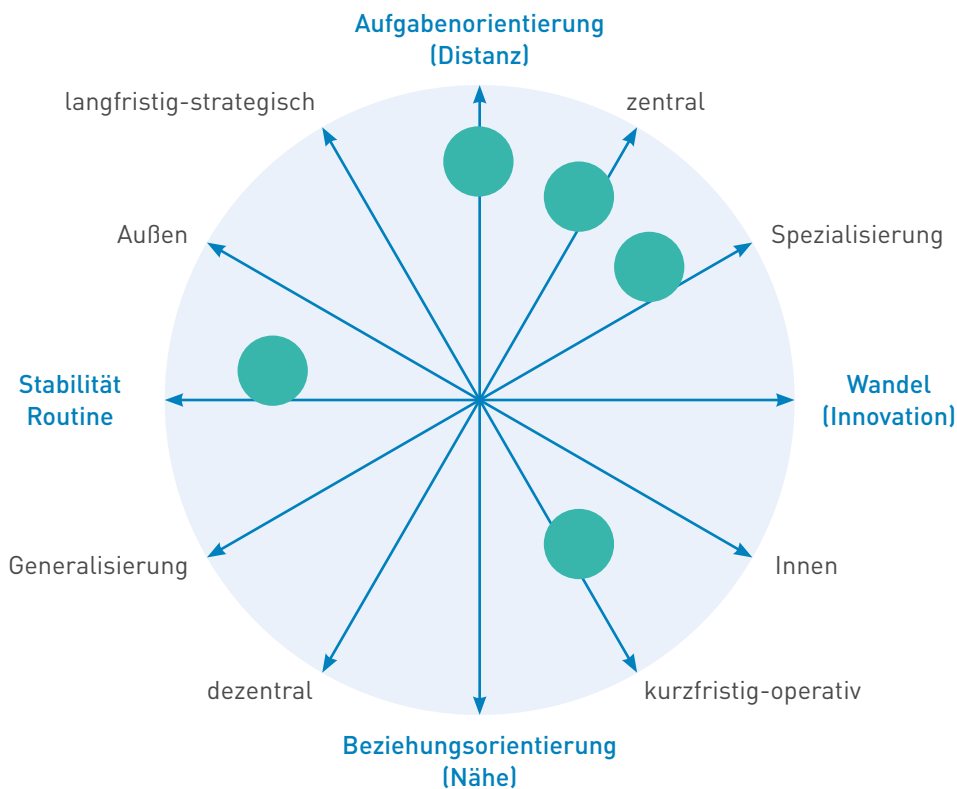 Aufgabenorientierung
(Distanz)
langfristig-strategisch
zentral
Außen
Spezialisierung
Stabilität
Routine
Wandel
(Innovation)
Generalisierung
Innen
dezentral
kurzfristig-operativ
Beziehungsorientierung
(Nähe)